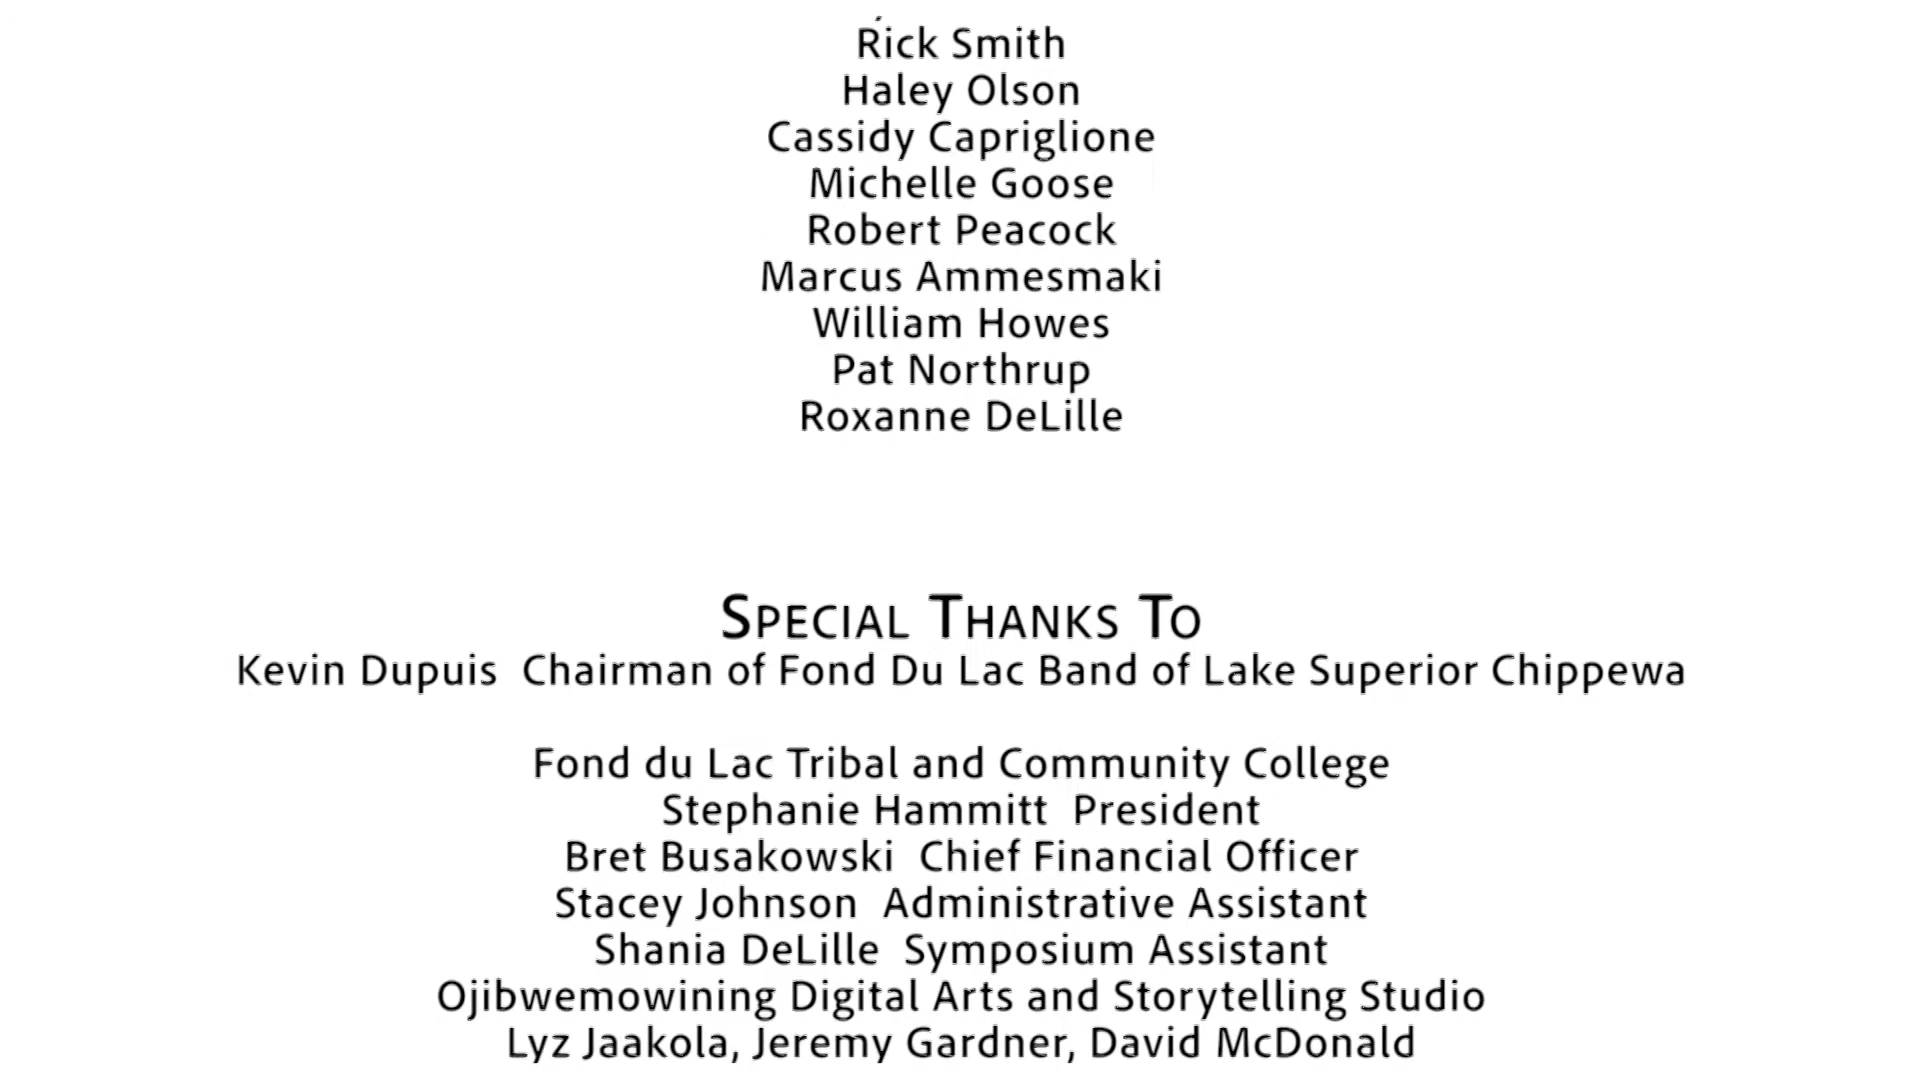 Rick Smith
Haley Olson
Cassidy Capriglione
Michelle Goose
Robert Peacock
Marcus Ammesmaki
William Howes
Pat Northrup
Roxanne DeLille
Special Thanks To
Kevin Dupuis  Chairman of Fond Du Lac Band of Lake Superior Chippewa
Fond du Lac Tribal and Community College
Stephanie Hammitt  President
Bret Busakowski  Chief Financial Officer
Stacey Johnson  Administrative Assistant
Shania DeLille  Symposium Assistant
Ojibwemowining Digital Arts and Storytelling Studio
Lyz Jaakola, Jeremy Gardner, David McDonald